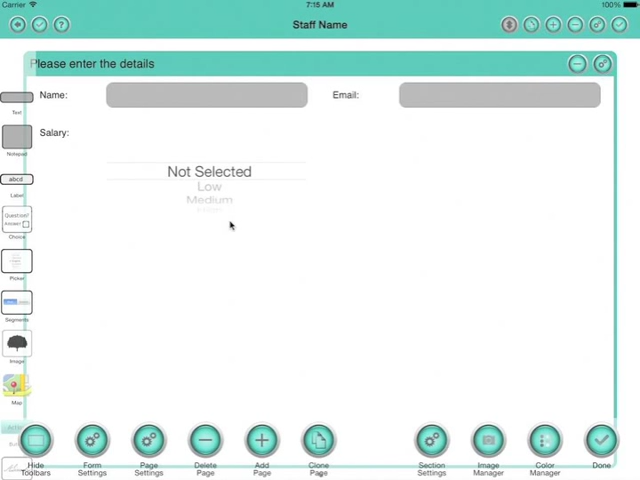 Carrier
7:15 AM
100%
?
Staff Name
Please enter the details
Name:
Email:
Salary:
Not Selected
Low
Medium
Text
Notepad
abcd
Label
Question?
Answer
Choice
Picker
Segments
Image
Map
Hide Toolbars
Form Settings
Page Settings
Delete Page
Add Page
Clone Page
Section Settings
Image Manager
Color Manager
Done